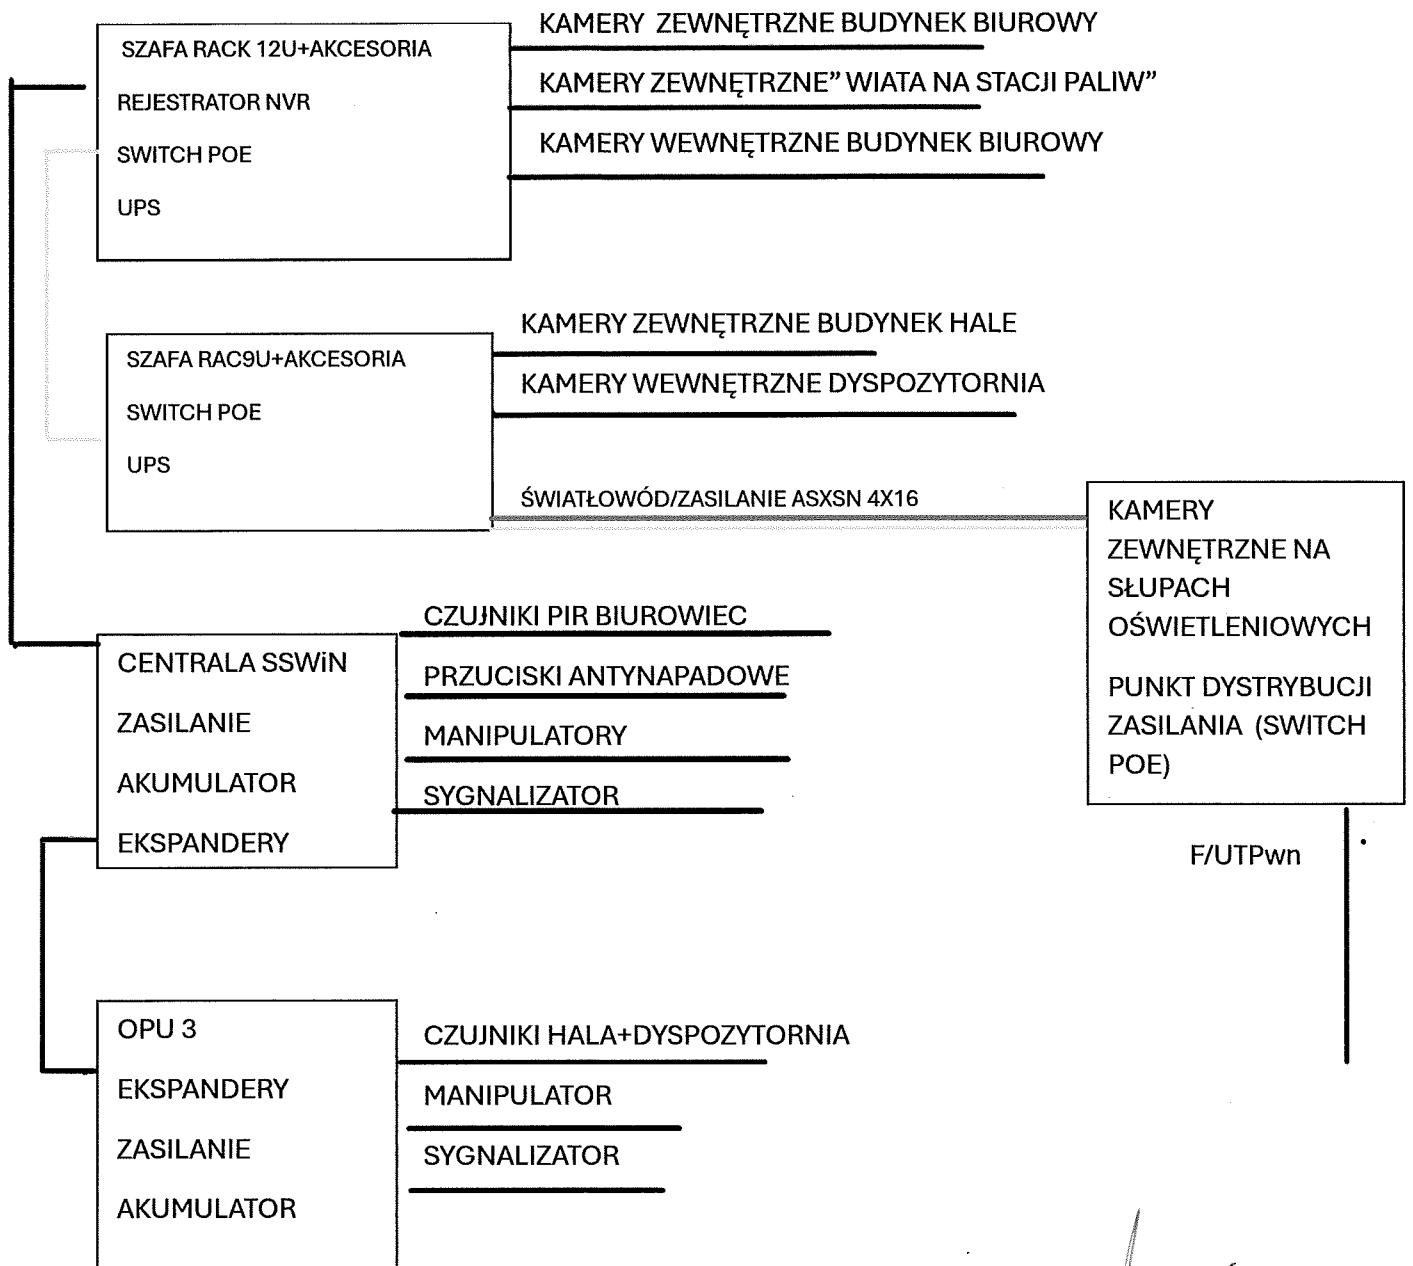 KAMERY ZEWNĘTRZNE BUDYNEK BIUROWY
SZAFA RACK 12U+AKCESORIA
KAMERY ZEWNĘTRZNE” WIATA NA STACJI PALIW”
REJESTRATOR NVR
KAMERY WEWNĘTRZNE BUDYNEK BIUROWY
SWITCH POE
UPS
KAMERY ZEWNĘTRZNE BUDYNEK HALE
SZAFA RAC9U+AKCESORIA
KAMERY WEWNĘTRZNE DYSPOZYTORNIA
SWITCH POE
UPS
ŚWIATŁOWÓD/ZASILANIE ASXSN 4X16
KAMERY
ZEWNĘTRZNE NA
SŁUPACH
OŚWIETLENIOWYCH
PUNKT DYSTRYBUCJI
ZASILANIA (SWITCH
POE)
F/UTPwn
CZUJNIKI PIR BIUROWIEC
CENTRALA SSWiN
PRZUCISKI ANTYNAPADOWE
ZASILANIE
MANIPULATORY
AKUMULATOR
SYGNALIZATOR
EKSPANDERY
OPU 3
CZUJNIKI HALA+DYSPOZYTORNIA
EKSPANDERY
MANIPULATOR
ZASILANIE
SYGNALIZATOR
AKUMULATOR